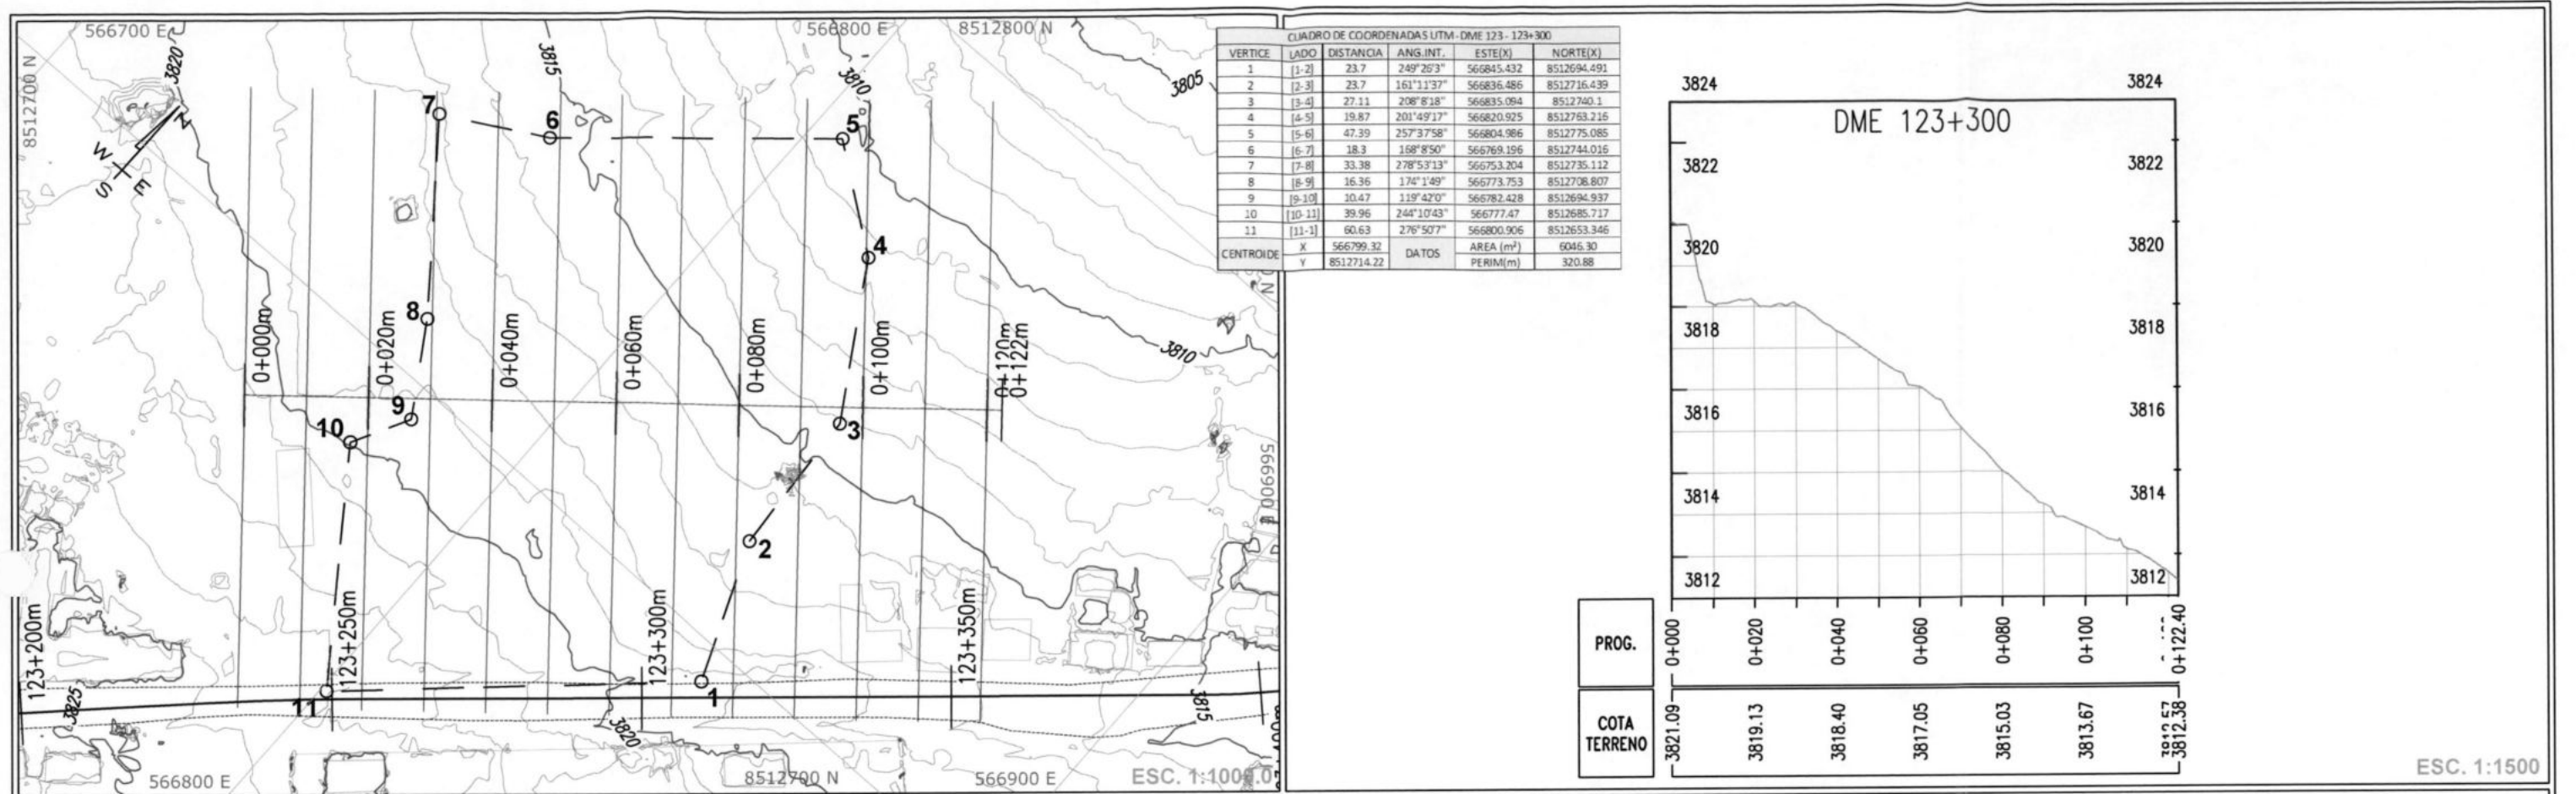 566700 E
566800 E
8512800 N
8512700 N
3820
3815
3810
3805
N
W
E
S
7
6
5
4
8
9
10
3
2
1
11
0+000m
0+020m
0+040m
0+060m
0+080m
0+100m
0+120m
0+122m
3810
123+200m
123+250m
123+300m
123+350m
3825
3820
3815
566900 E
566800 E
8512700 N
566900 E
ESC. 1:1000.0
CUADRO DE COORDENADAS UTM - DME 123 - 123+300
VERTICE LADO DISTANCIA ANG.INT. ESTE(X) NORTE(X)
1 [1-2] 23.7 249°26'3" 566845.432 8512694.491
2 [2-3] 23.7 161°11'37" 566836.486 8512716.439
3 [3-4] 27.11 208°8'18" 566835.094 8512740.1
4 [4-5] 19.87 201°49'17" 566820.925 8512763.216
5 [5-6] 47.39 257°37'58" 566804.986 8512775.085
6 [6-7] 18.3 168°8'50" 566769.196 8512744.016
7 [7-8] 33.38 278°53'13" 566753.204 8512735.112
8 [8-9] 16.36 174°1'49" 566773.753 8512708.807
9 [9-10] 10.47 119°42'0" 566782.428 8512694.937
10 [10-11] 39.96 244°10'43" 566777.47 8512685.717
11 [11-1] 60.63 276°50'7" 566800.906 8512653.346
CENTROIDE X 566799.32 DATOS AREA (m²) 6046.30
Y 8512714.22 PERIM(m) 320.88
3824 3824
DME 123+300
3822 3822
3820 3820
3818 3818
3816 3816
3814 3814
3812 3812
PROG. 0+000 0+020 0+040 0+060 0+080 0+100 0+122.40
COTA TERRENO 3821.09 3819.13 3818.40 3817.05 3815.03 3813.67 3812.57 3812.38
ESC. 1:1500